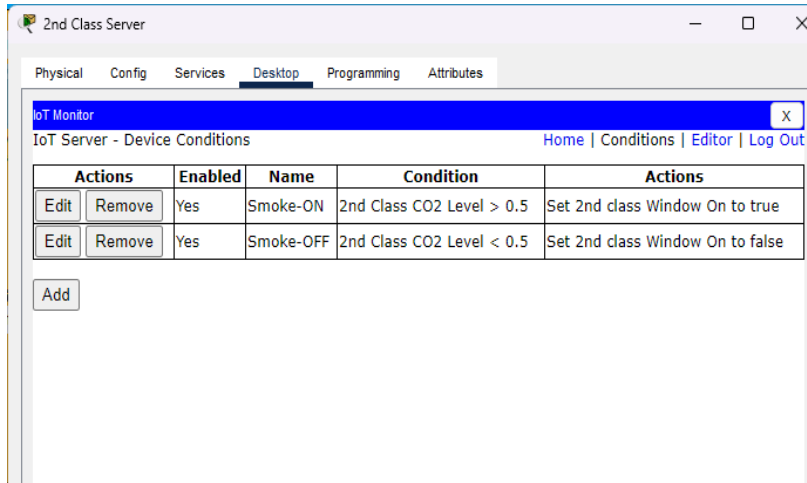 2nd Class Server
Physical Config Services Desktop Programming Attributes
IoT Monitor X
IoT Server - Device Conditions Home | Conditions | Editor | Log Out
Actions Enabled Name Condition Actions
Edit Remove Yes Smoke-ON 2nd Class CO2 Level > 0.5 Set 2nd class Window On to true
Edit Remove Yes Smoke-OFF 2nd Class CO2 Level < 0.5 Set 2nd class Window On to false
Add